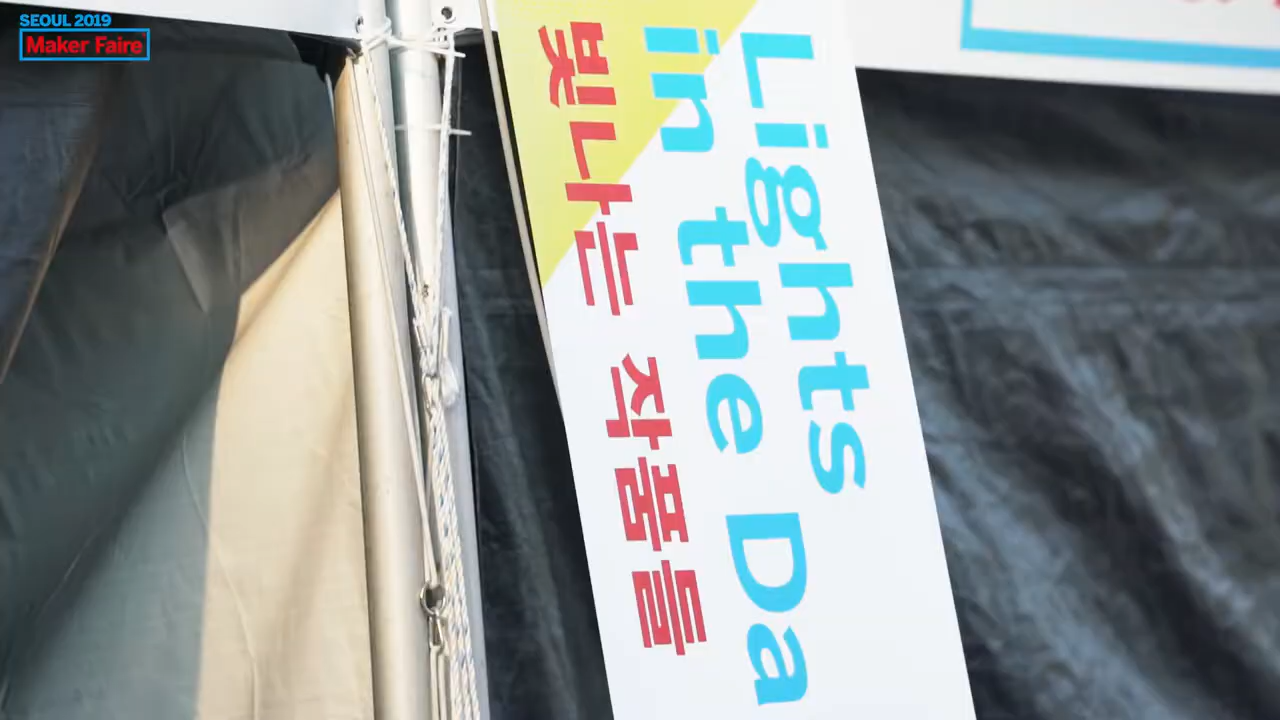 SEOUL 2019
Maker Faire
Lights
in the Da
빛나는 작품들